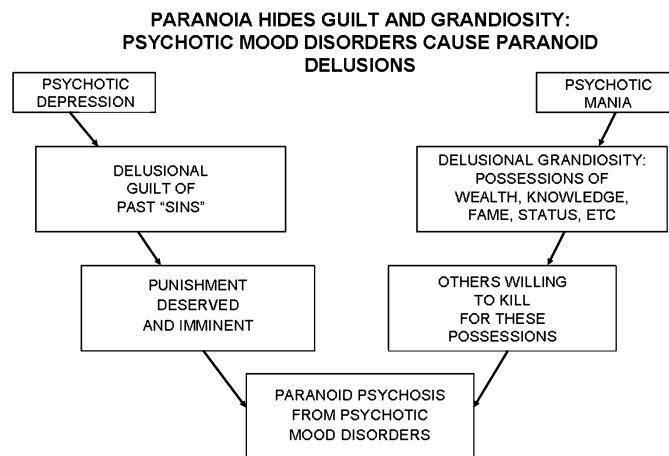 PARANOIA HIDES GUILT AND GRANDIOSITY:
PSYCHOTIC MOOD DISORDERS CAUSE PARANOID
DELUSIONS
PSYCHOTIC
DEPRESSION
PSYCHOTIC
MANIA
DELUSIONAL
GUILT OF
PAST “SINS”
DELUSIONAL GRANDIOSITY:
POSSESSIONS OF
WEALTH, KNOWLEDGE,
FAME, STATUS, ETC
PUNISHMENT
DESERVED
AND IMMINENT
OTHERS WILLING
TO KILL
FOR THESE
POSSESSIONS
PARANOID PSYCHOSIS
FROM PSYCHOTIC
MOOD DISORDERS